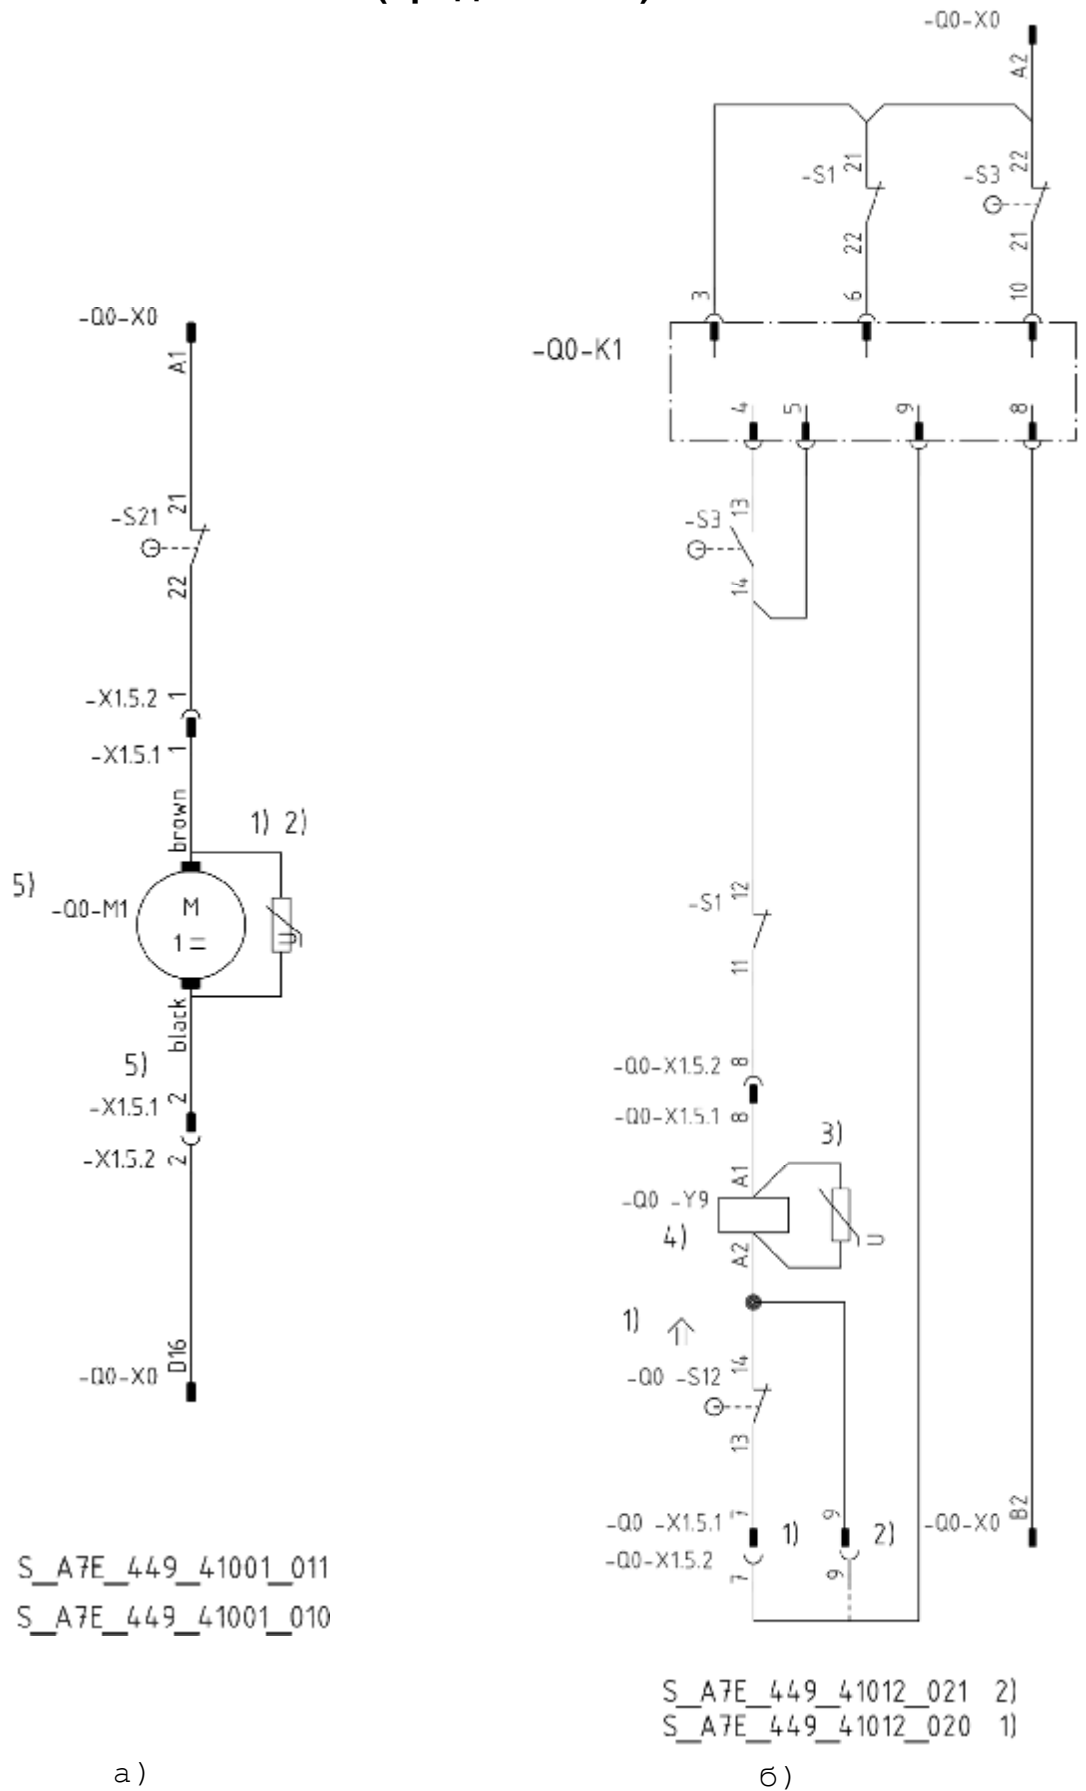 -Q0-X0
A1
21
-S21
22
-X1.5.2 1
-X1.5.1 1
brown
1) 2)
5)
-Q0-M1
M
1
U
black
5)
-X1.5.1 2
-X1.5.2 2
D16
-Q0-X0
S_A7E_449_41001_011
S_A7E_449_41001_010
а)
-Q0-X0
A2
21
22
-S1
-S3
22
21
3
6
10
-Q0-K1
4
5
9
8
13
-S3
14
12
-S1
11
-Q0-X1.5.2 8
-Q0-X1.5.1 8
3)
A1
-Q0 -Y9
4)
U
A2
1)
14
-Q0 -S12
13
-Q0 -X1.5.1 7
1)
9
2)
-Q0-X1.5.2
7
9
B2
-Q0-X0
S_A7E_449_41012_021 2)
S_A7E_449_41012_020 1)
б)